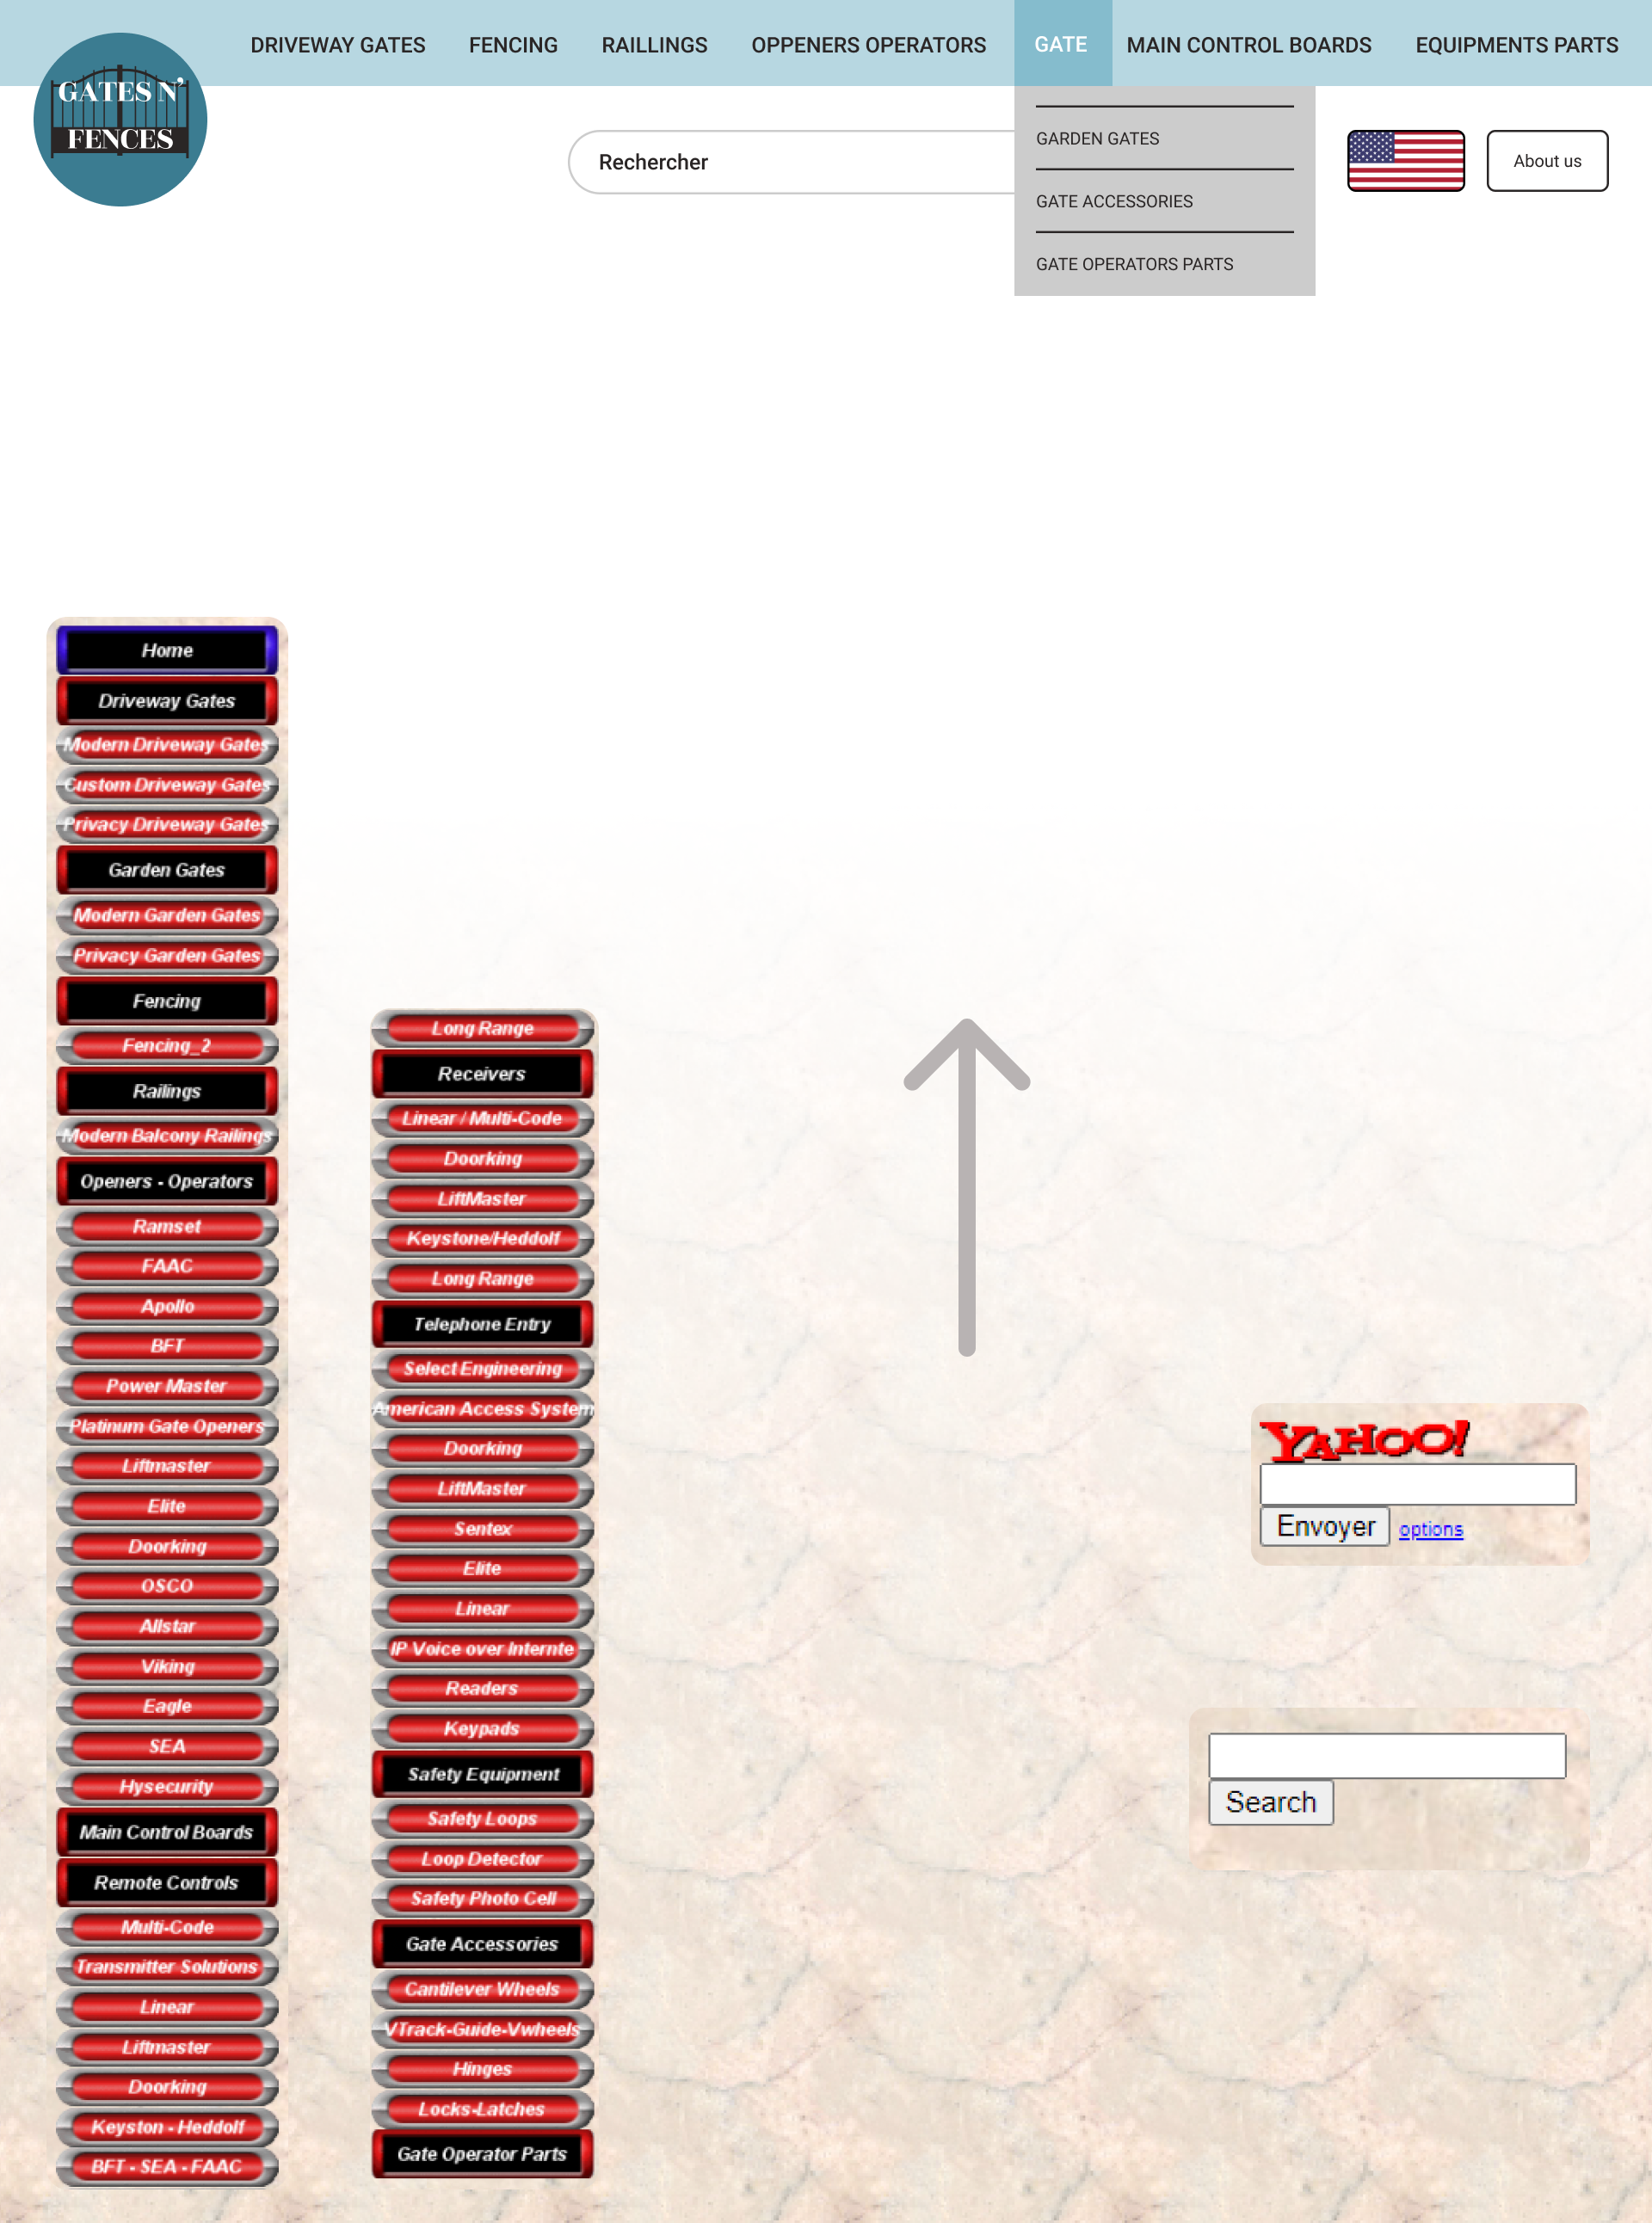 DRIVEWAY GATES
FENCING
RAILLINGS
OPPENERS OPERATORS
GATE
MAIN CONTROL BOARDS
EQUIPMENTS PARTS
GATES N'
FENCES
Rechercher
GARDEN GATES
GATE ACCESSORIES
GATE OPERATORS PARTS
About us
Home
Driveway Gates
Modern Driveway Gates
Custom Driveway Gates
Privacy Driveway Gates
Garden Gates
Modern Garden Gates
Privacy Garden Gates
Fencing
Fencing_2
Railings
Modern Balcony Railings
Openers - Operators
Ramset
FAAC
Apollo
BFT
Power Master
Platinum Gate Openers
Liftmaster
Elite
Doorking
OSCO
Allstar
Viking
Eagle
SEA
Hysecurity
Main Control Boards
Remote Controls
Multi-Code
Transmitter Solutions
Linear
Liftmaster
Doorking
Keyston - Heddolf
BFT - SEA - FAAC
Long Range
Receivers
Linear / Multi-Code
Doorking
LiftMaster
Keystone/Heddolf
Long Range
Telephone Entry
Select Engineering
American Access System
Doorking
LiftMaster
Sentex
Elite
Linear
IP Voice over Internte
Readers
Keypads
Safety Equipment
Safety Loops
Loop Detector
Safety Photo Cell
Gate Accessories
Cantilever Wheels
VTrack-Guide-Vwheels
Hinges
Locks-Latches
Gate Operator Parts
YAHOO!
Envoyer
options
Search